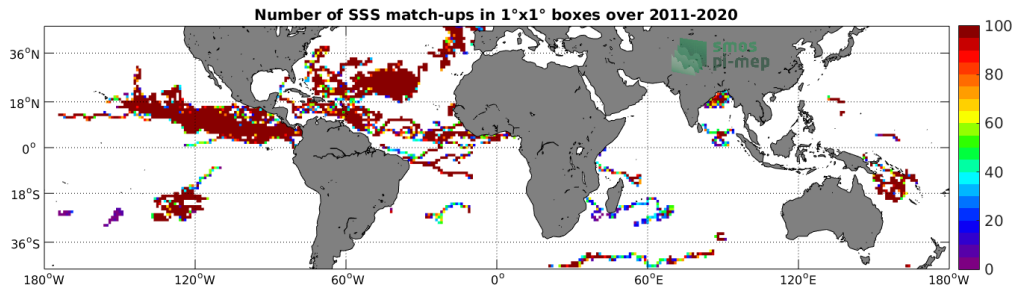 Number of SSS match-ups in 1°x1° boxes over 2011-2020
smos
pi-mep
36°N
18°N
0°
18°S
36°S
180°W
120°W
60°W
0°
60°E
120°E
180°W
100
80
60
40
20
0